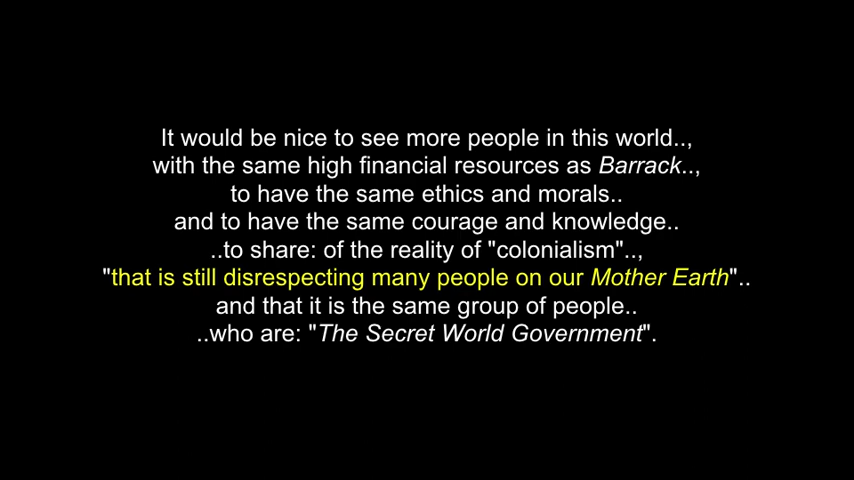 It would be nice to see more people in this world..,
with the same high financial resources as Barrack..,
to have the same ethics and morals..
and to have the same courage and knowledge..
..to share: of the reality of "colonialism"..,
"that is still disrespecting many people on our Mother Earth"..
and that it is the same group of people..
..who are: "The Secret World Government".